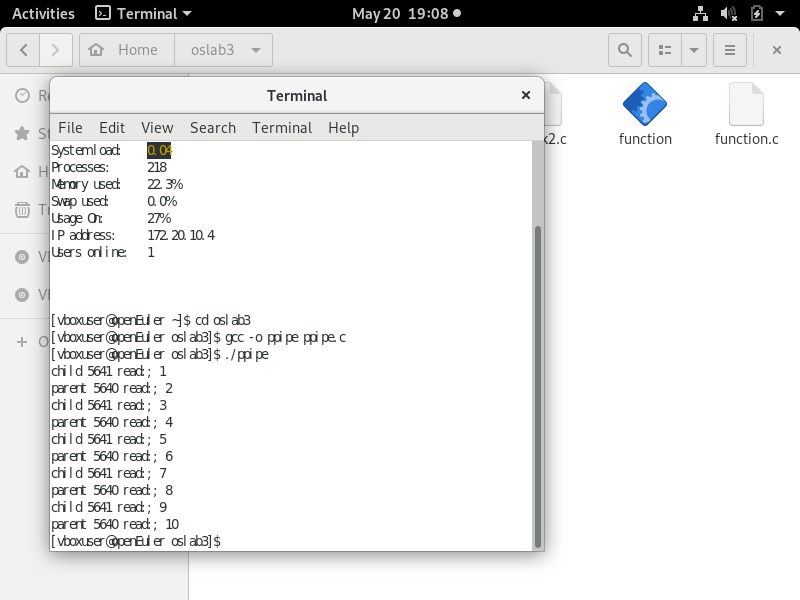 Activities Terminal May 20 19:08
Home oslab3
Terminal
File Edit View Search Terminal Help
System load: 0.04
Processes: 218
Memory used: 22.3%
Swap used: 0.0%
Usage On: 27%
IP address: 172.20.10.4
Users online: 1
[vboxuser@openEuler ~]$ cd oslab3
[vboxuser@openEuler oslab3]$ gcc -o ppipe ppipe.c
[vboxuser@openEuler oslab3]$ ./ppipe
child 5641 read:; 1
parent 5640 read:; 2
child 5641 read:; 3
parent 5640 read:; 4
child 5641 read:; 5
parent 5640 read:; 6
child 5641 read:; 7
parent 5640 read:; 8
child 5641 read:; 9
parent 5640 read:; 10
[vboxuser@openEuler oslab3]$
function
function.c